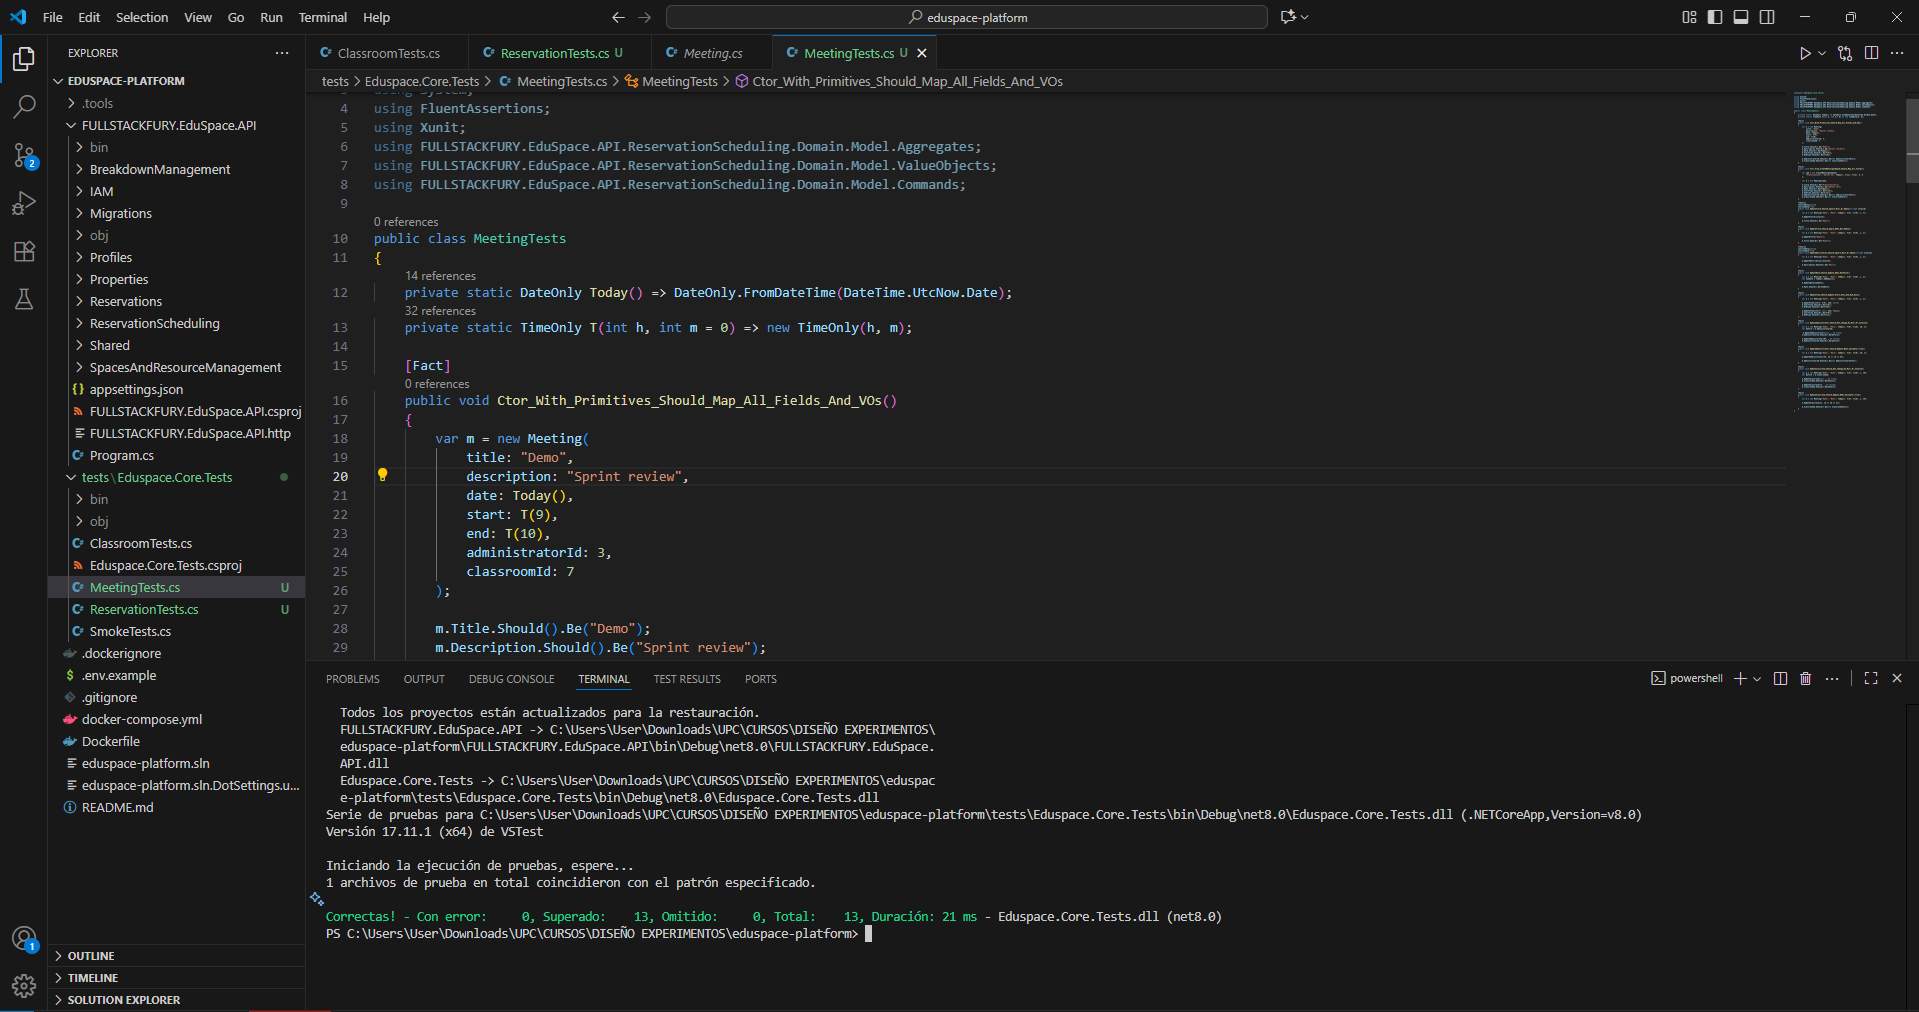 File Edit Selection View Go Run Terminal Help
eduspace-platform
EXPLORER
EDUSPACE-PLATFORM
.tools
FULLSTACKFURY.EduSpace.API
bin
BreakdownManagement
IAM
Migrations
obj
Profiles
Properties
Reservations
ReservationScheduling
Shared
SpacesAndResourceManagement
appsettings.json
FULLSTACKFURY.EduSpace.API.csproj
FULLSTACKFURY.EduSpace.API.http
Program.cs
tests\Eduspace.Core.Tests
bin
obj
ClassroomTests.cs
Eduspace.Core.Tests.csproj
MeetingTests.cs U
ReservationTests.cs U
SmokeTests.cs
.dockerignore
.env.example
.gitignore
docker-compose.yml
Dockerfile
eduspace-platform.sln
eduspace-platform.sln.DotSettings.u...
README.md
OUTLINE
TIMELINE
SOLUTION EXPLORER
2
1
ClassroomTests.cs ReservationTests.cs U Meeting.cs MeetingTests.cs U
tests > Eduspace.Core.Tests > MeetingTests.cs > MeetingTests > Ctor_With_Primitives_Should_Map_All_Fields_And_VOs
3 using System;
4 using FluentAssertions;
5 using Xunit;
6 using FULLSTACKFURY.EduSpace.API.ReservationScheduling.Domain.Model.Aggregates;
7 using FULLSTACKFURY.EduSpace.API.ReservationScheduling.Domain.Model.ValueObjects;
8 using FULLSTACKFURY.EduSpace.API.ReservationScheduling.Domain.Model.Commands;
9
0 references
10 public class MeetingTests
11 {
14 references
12 private static DateOnly Today() => DateOnly.FromDateTime(DateTime.UtcNow.Date);
32 references
13 private static TimeOnly T(int h, int m = 0) => new TimeOnly(h, m);
14
15 [Fact]
0 references
16 public void Ctor_With_Primitives_Should_Map_All_Fields_And_VOs()
17 {
18 var m = new Meeting(
19 title: "Demo",
20 description: "Sprint review",
21 date: Today(),
22 start: T(9),
23 end: T(10),
24 administratorId: 3,
25 classroomId: 7
26 );
27
28 m.Title.Should().Be("Demo");
29 m.Description.Should().Be("Sprint review");
PROBLEMS OUTPUT DEBUG CONSOLE TERMINAL TEST RESULTS PORTS
powershell
Todos los proyectos están actualizados para la restauración.
FULLSTACKFURY.EduSpace.API -> C:\Users\User\Downloads\UPC\CURSOS\DISEÑO EXPERIMENTOS\
eduspace-platform\FULLSTACKFURY.EduSpace.API\bin\Debug\net8.0\FULLSTACKFURY.EduSpace.
API.dll
Eduspace.Core.Tests -> C:\Users\User\Downloads\UPC\CURSOS\DISEÑO EXPERIMENTOS\eduspac
e-platform\tests\Eduspace.Core.Tests\bin\Debug\net8.0\Eduspace.Core.Tests.dll
Serie de pruebas para C:\Users\User\Downloads\UPC\CURSOS\DISEÑO EXPERIMENTOS\eduspace-platform\tests\Eduspace.Core.Tests\bin\Debug\net8.0\Eduspace.Core.Tests.dll (.NETCoreApp,Version=v8.0)
Versión 17.11.1 (x64) de VSTest
Iniciando la ejecución de pruebas, espere...
1 archivos de prueba en total coincidieron con el patrón especificado.
Correctas! - Con error: 0, Superado: 13, Omitido: 0, Total: 13, Duración: 21 ms - Eduspace.Core.Tests.dll (net8.0)
PS C:\Users\User\Downloads\UPC\CURSOS\DISEÑO EXPERIMENTOS\eduspace-platform>